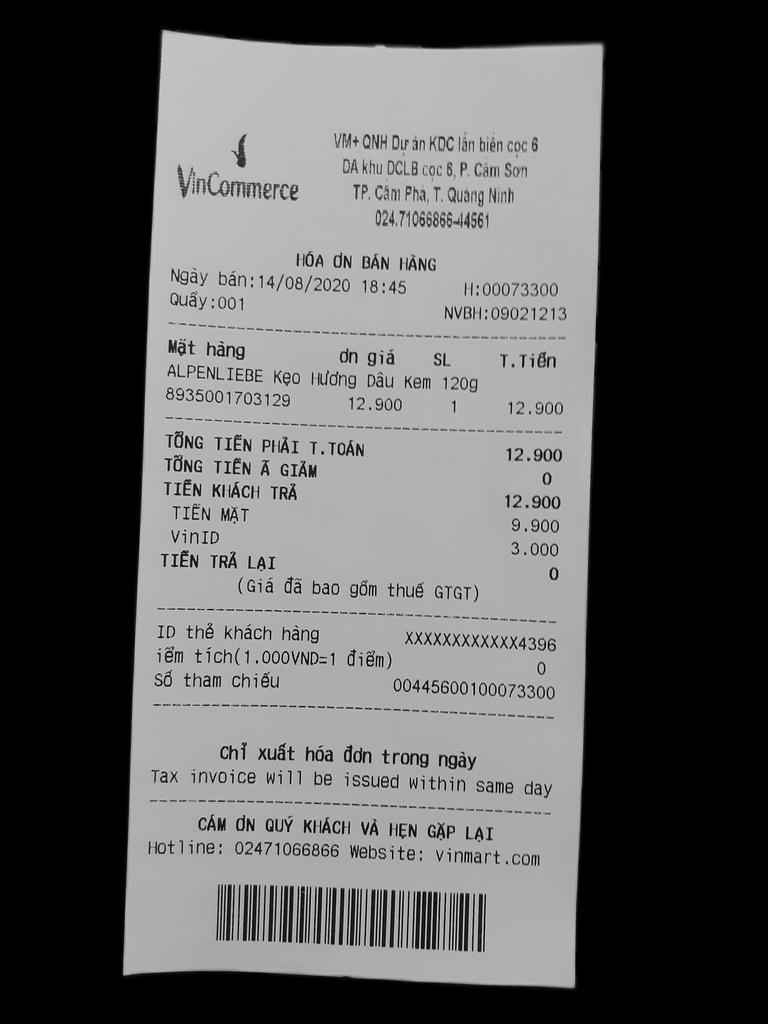 VinCommerce
VM+ QNH Dự án KDC lấn biển cọc 6
DA khu DCLB cọc 6, P. Cẩm Sơn
TP. Cẩm Phả, T. Quảng Ninh
024.71066866-44561
HÓA ƠN BÁN HÀNG
Ngày bán:14/08/2020 18:45 H:00073300
Quầy:001 NVBH:09021213
Mặt hàng ơn giá SL T.Tiền
ALPENLIEBE Kẹo Hương Dâu Kem 120g
8935001703129 12.900 1 12.900
TỔNG TIỀN PHẢI T.TOÁN 12.900
TỔNG TIỀN Ã GIẢM 0
TIỀN KHÁCH TRẢ 12.900
TIỀN MẶT 9.900
VinID 3.000
TIỀN TRẢ LẠI 0
(Giá đã bao gồm thuế GTGT)
ID thẻ khách hàng XXXXXXXXXXXX4396
iểm tích(1.000VND=1 điểm) 0
Số tham chiếu 00445600100073300
Chỉ xuất hóa đơn trong ngày
Tax invoice will be issued within same day
CẢM ƠN QUÝ KHÁCH VÀ HẸN GẶP LẠI
Hotline: 02471066866 Website: vinmart.com